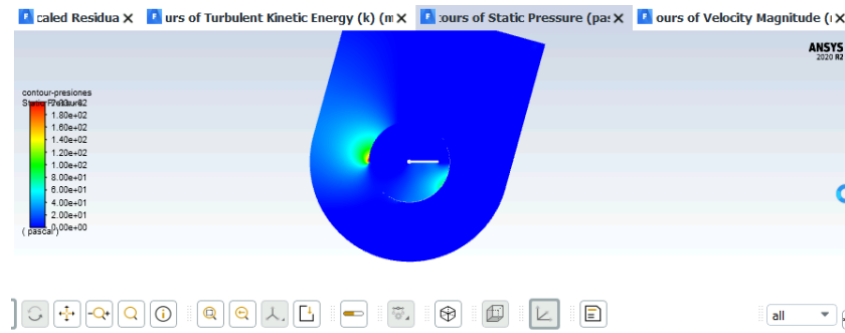 caled Residua urs of Turbulent Kinetic Energy (k) (m :ours of Static Pressure (pa: ours of Velocity Magnitude (
ANSYS
2020 R2
contour-presiones
1.80e+02
1.60e+02
1.40e+02
1.20e+02
1.00e+02
8.00e+01
6.00e+01
4.00e+01
2.00e+01
0.00e+00
(pascal)
all